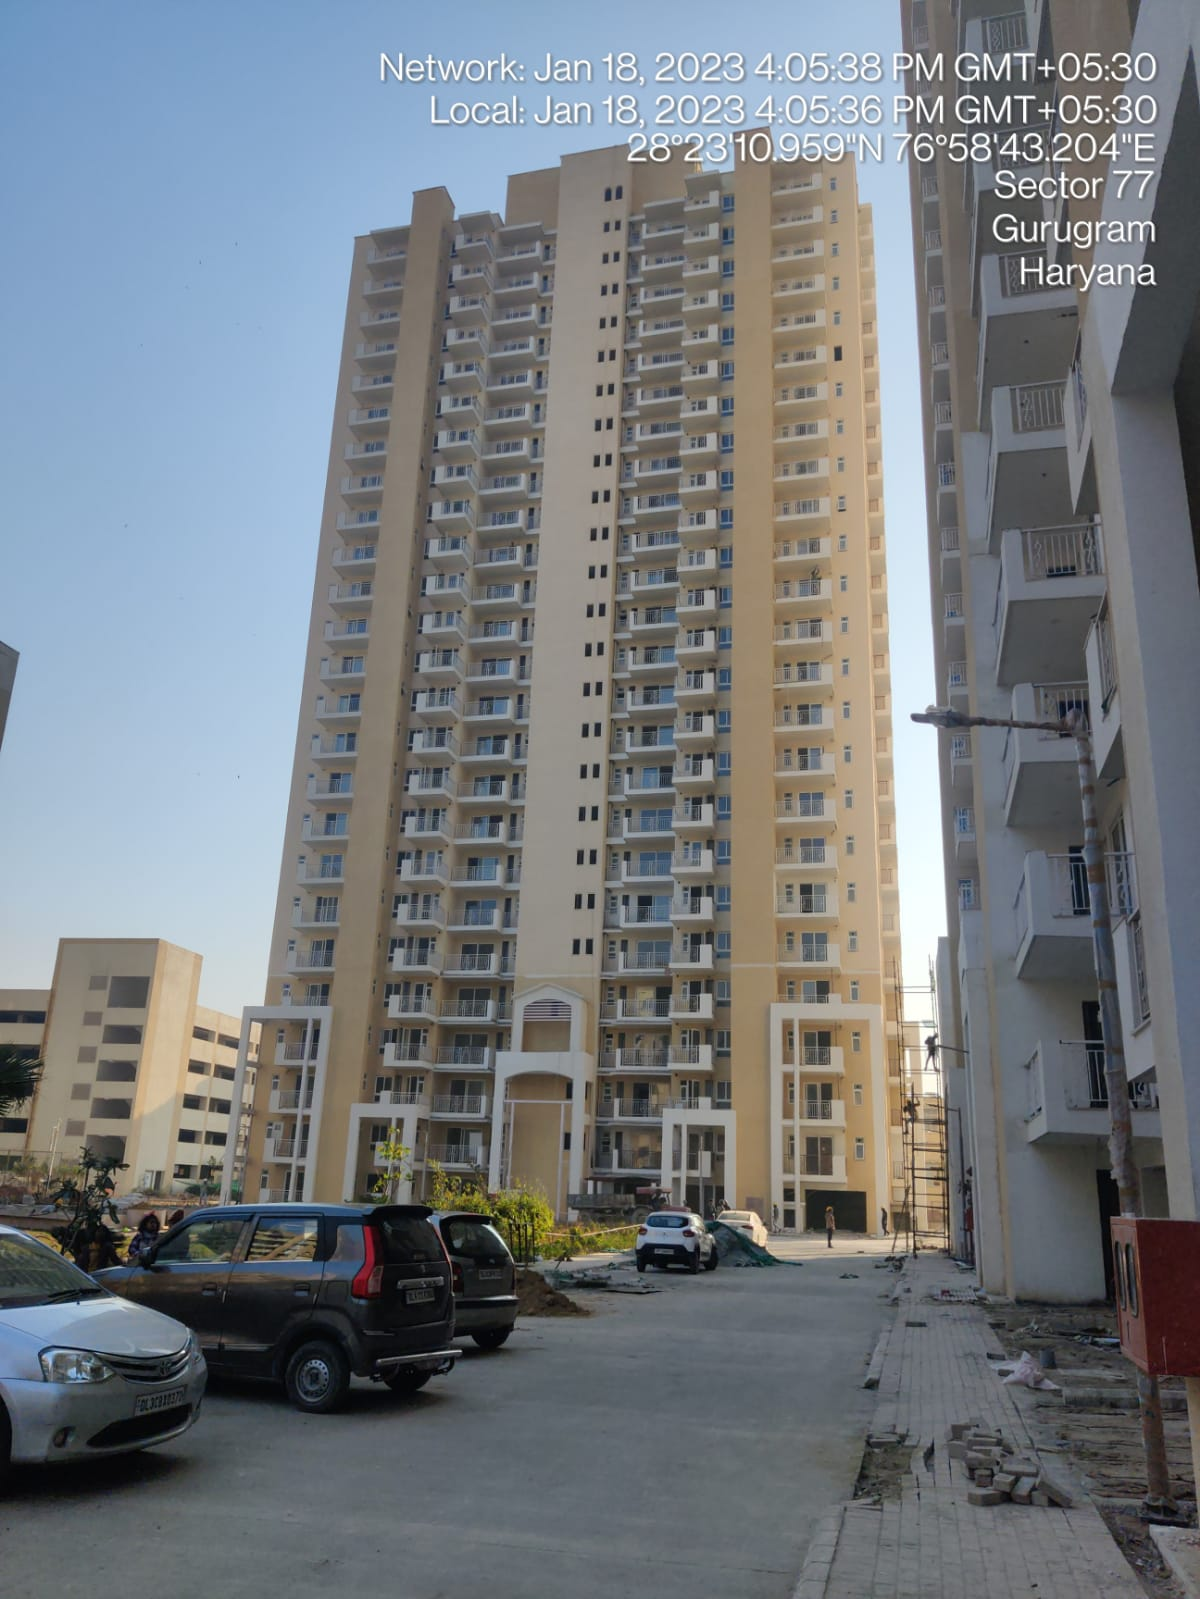 Network: Jan 18, 2023 4:05:38 PM GMT+05:30
Local: Jan 18, 2023 4:05:36 PM GMT+05:30
28°23'10.959"N 76°58'43.204"E
Sector 77
Gurugram
Haryana